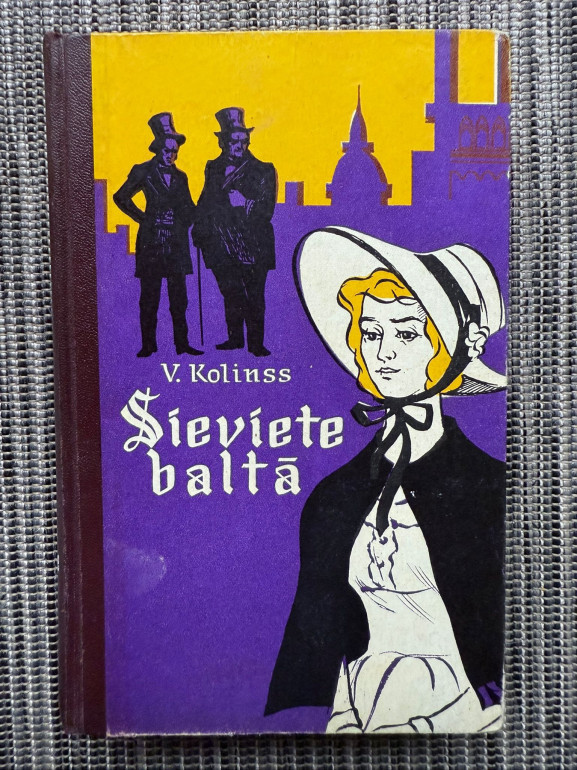 V. Kolinss
Sieviete
baltā